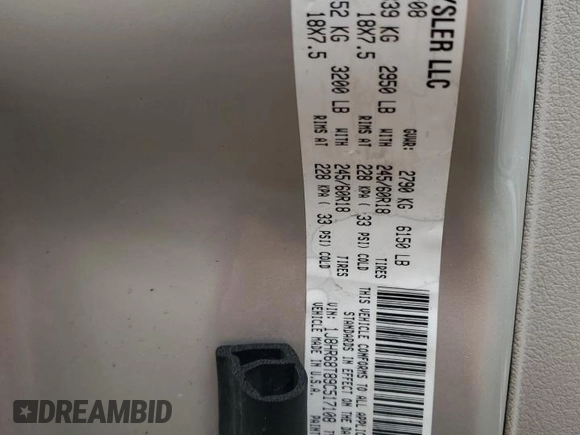 YSLER LLC
08 GVWR: 2790 KG 6150 LB
39 KG 2950 LB WITH 245/60R18 TIRES
18X7.5 RIMS AT 228 KPA ( 33 PSI) COLD
52 KG 3200 LB WITH 245/60R18 TIRES
18X7.5 RIMS AT 228 KPA ( 33 PSI) COLD
THIS VEHICLE CONFORMS TO ALL APPLIC
STANDARDS IN EFFECT ON THE DA
VIN: 1J8HR68T89C517108
VEHICLE MADE IN U.S.A. PAINT
DIDBIDCARS